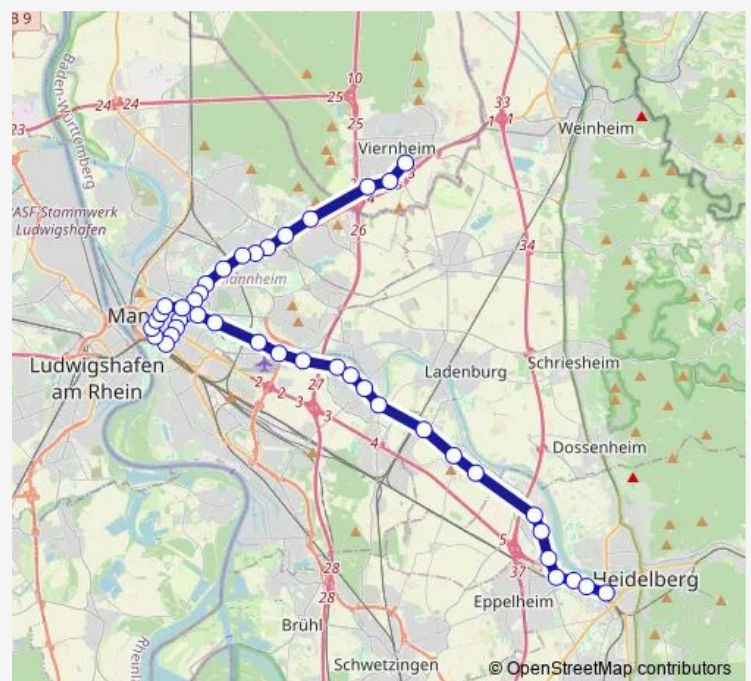 B 9
Baden-Württemberg
10
24 24
25
25
23
33
1 1
Weinheim
Viernheim
3
4
26
BASF-Stammwerk
Ludwigshafen
34
Mannheim
Man
Ludwigshafen
am Rhein
2 2
3 3
27
Ladenburg
Schriesheim
4
Dossenheim
5
37
Heidelberg
Eppelheim
28
28
Brühl
Schwetzingen
© OpenStreetMap contributors